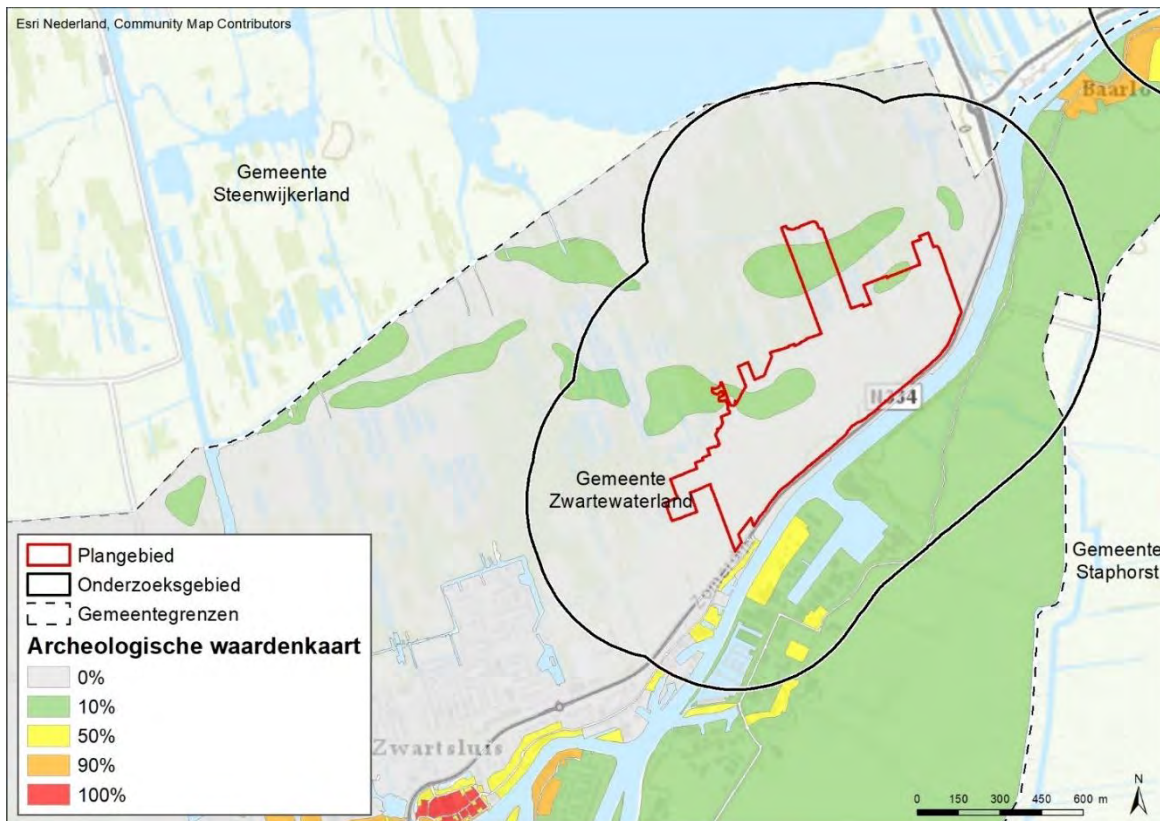 Esri Nederland, Community Map Contributors
Baarlo
Gemeente
Steenwijkerland
N334
Gemeente
Zwartewaterland
Gemeente
Staphorst
Zwartsluis
Plangebied
Onderzoeksgebied
Gemeentegrenzen
Archeologische waardenkaart
0%
10%
50%
90%
100%
N
0 150 300 450 600 m